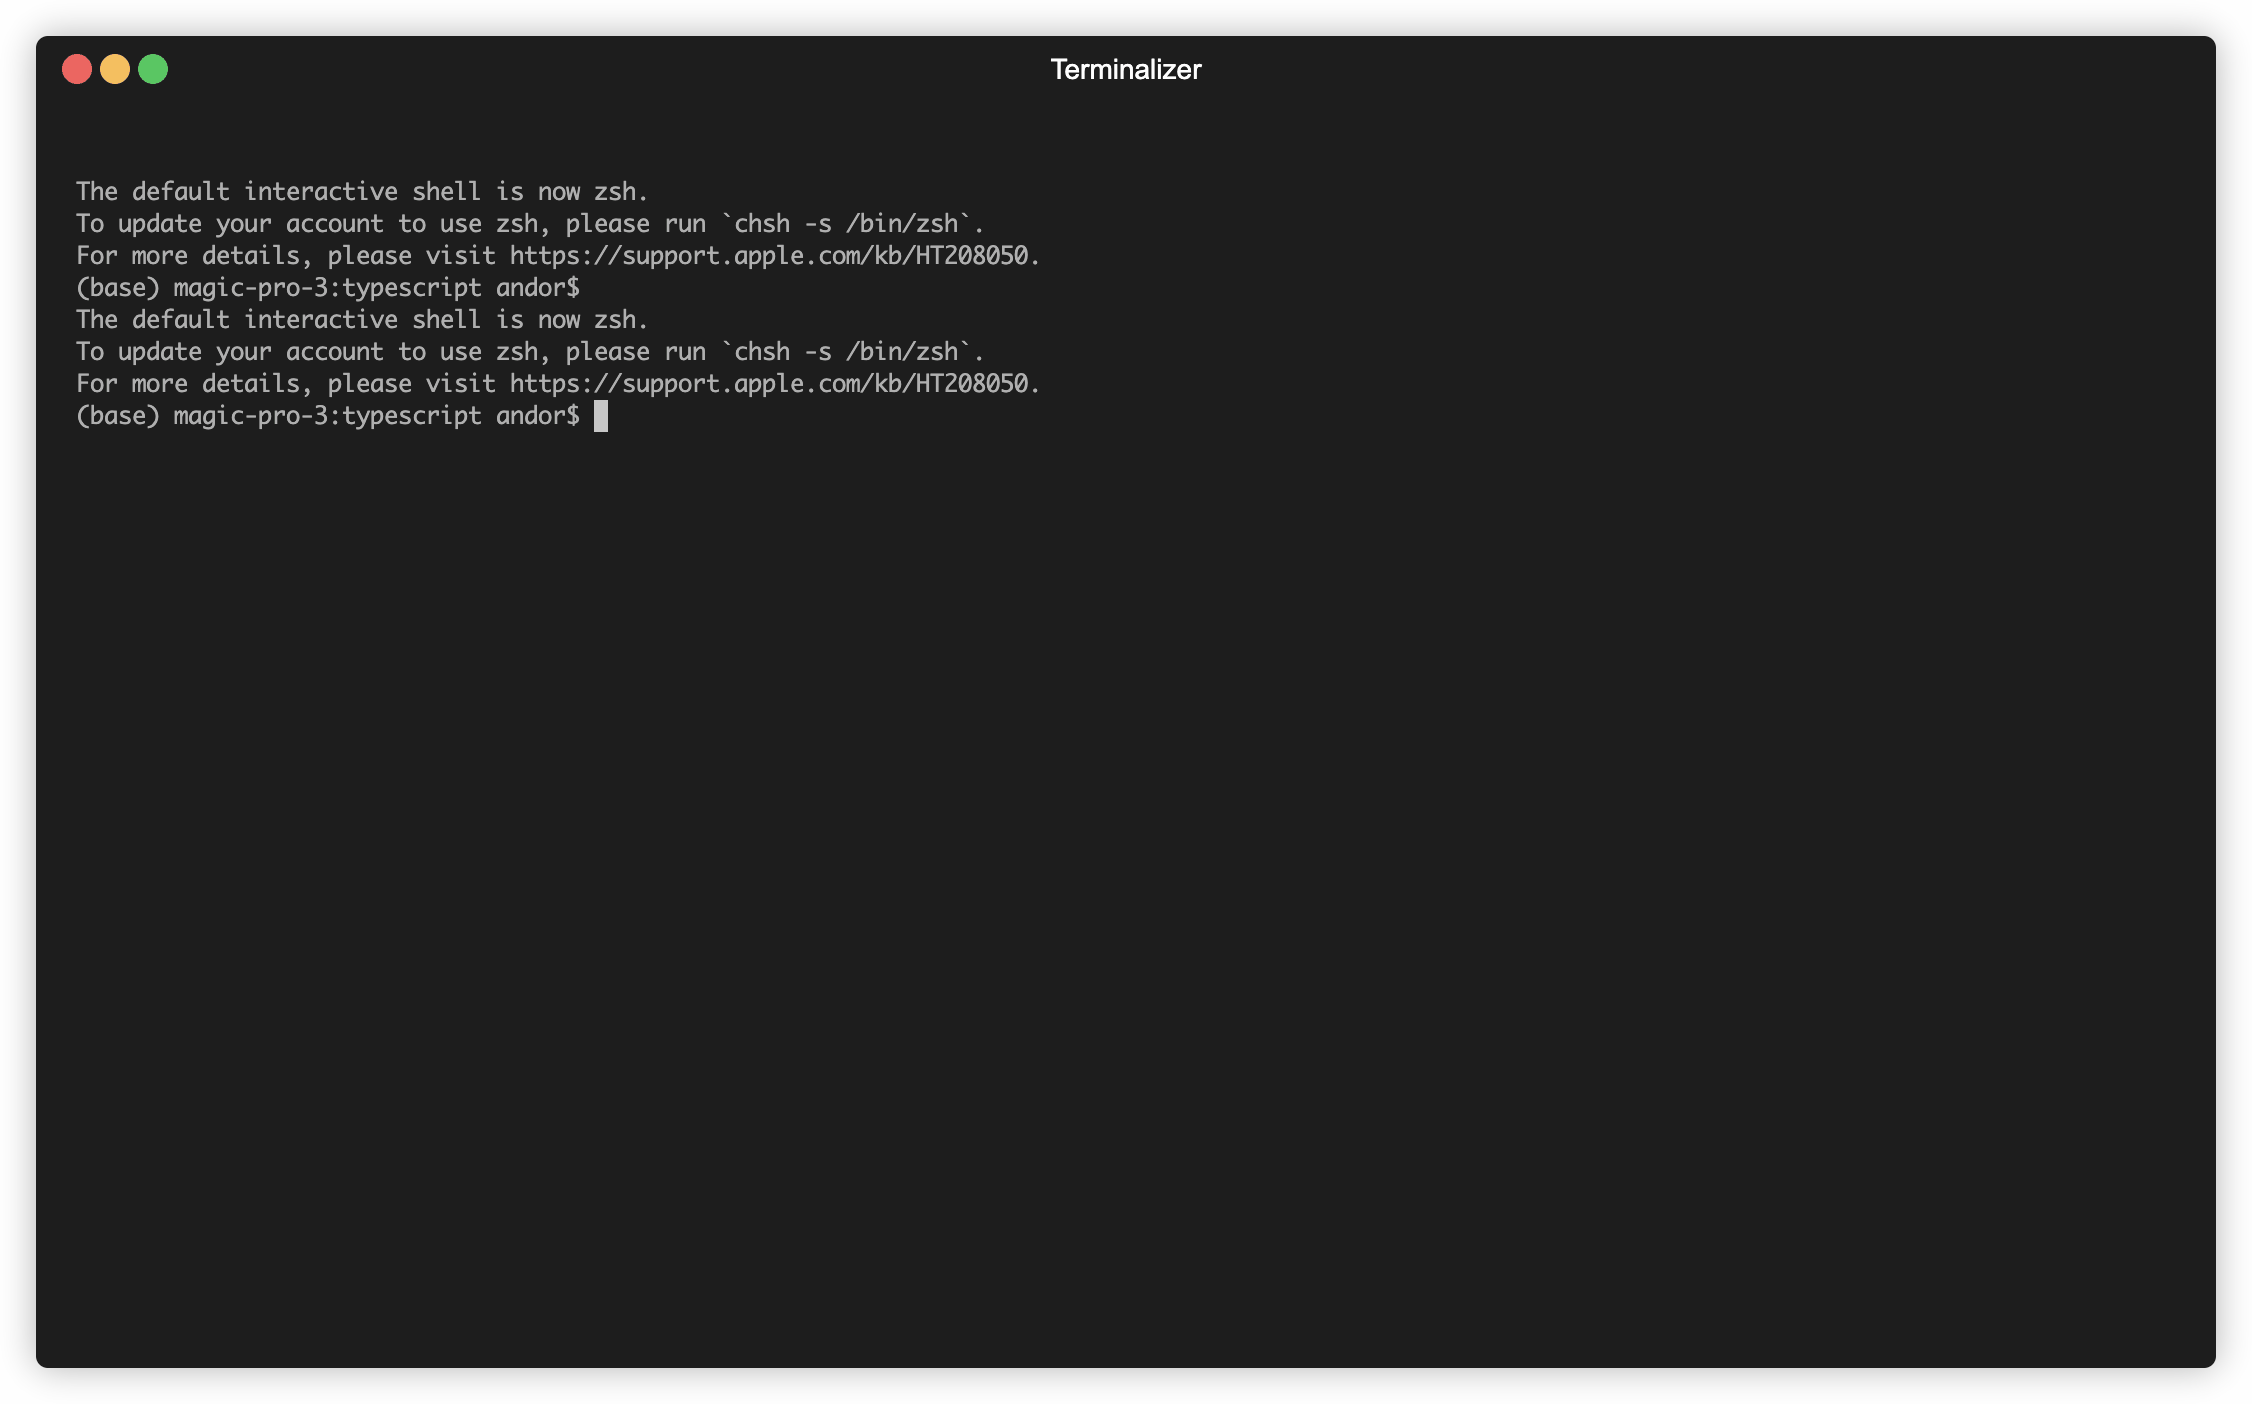 Terminalizer
The default interactive shell is now zsh.
To update your account to use zsh, please run `chsh -s /bin/zsh`.
For more details, please visit https://support.apple.com/kb/HT208050.
(base) magic-pro-3:typescript andor$
The default interactive shell is now zsh.
To update your account to use zsh, please run `chsh -s /bin/zsh`.
For more details, please visit https://support.apple.com/kb/HT208050.
(base) magic-pro-3:typescript andor$